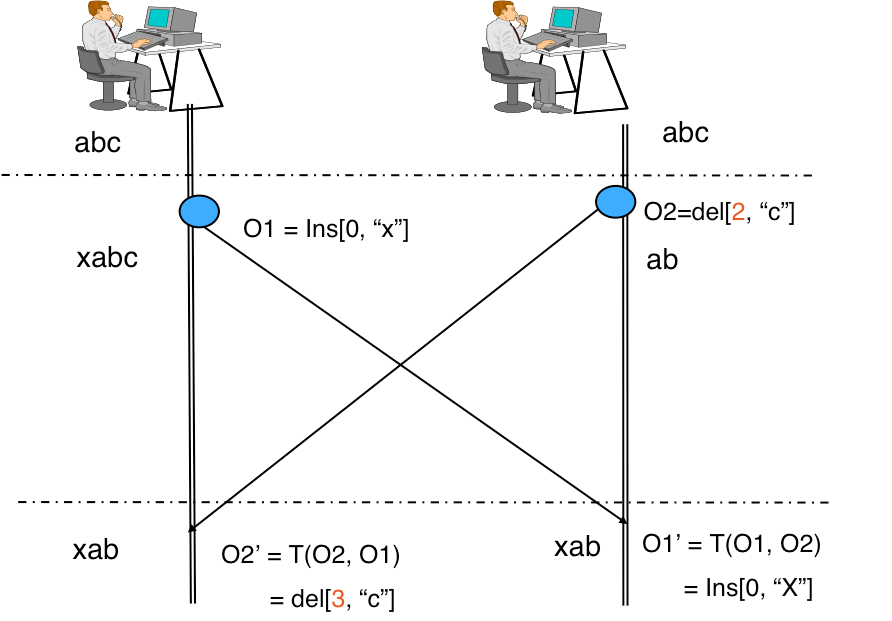 abc
abc
O1 = Ins[0, “x”]
O2=del[2, “c”]
xabc
ab
xab
O2’ = T(O2, O1)
= del[3, “c”]
xab
O1’ = T(O1, O2)
= Ins[0, “X”]